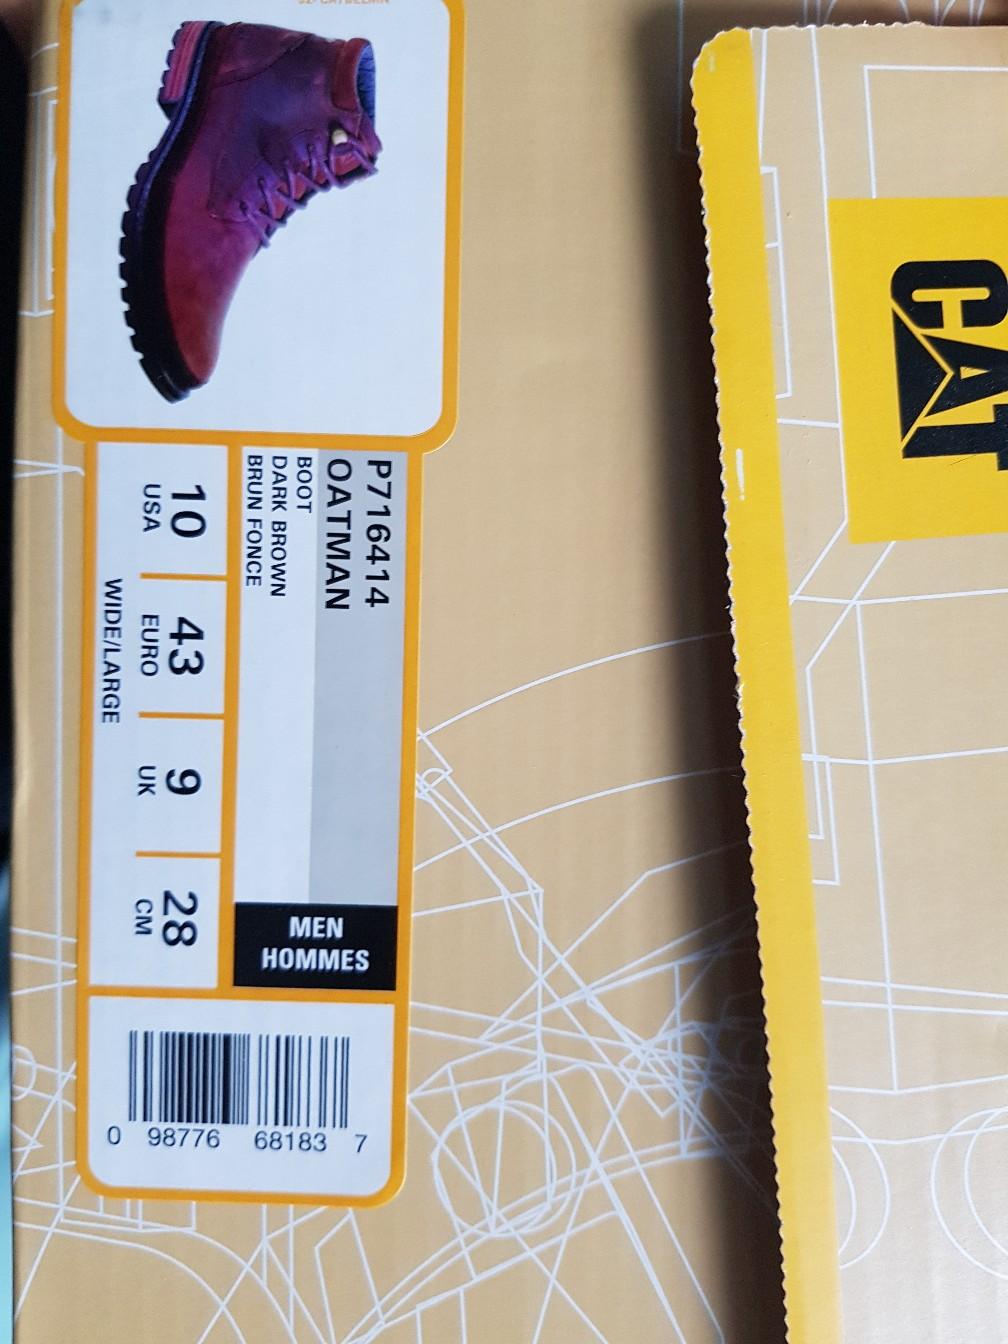 P716414
OATMAN
BOOT
DARK BROWN
BRUN FONCE
MEN
HOMMES
10 43 9 28
USA EURO UK CM
WIDE/LARGE
0 98776 68183 7
CAT